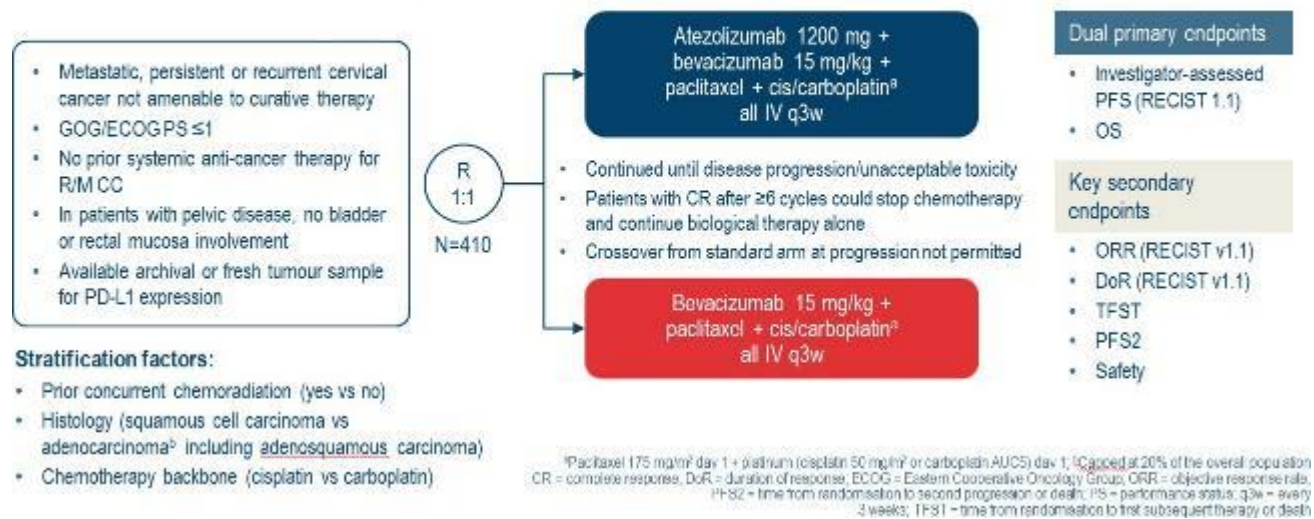 • Metastatic, persistent or recurrent cervical
cancer not amenable to curative therapy
• GOG/ECOG PS ≤1
• No prior systemic anti-cancer therapy for
R/M CC
• In patients with pelvic disease, no bladder
or rectal mucosa involvement
• Available archival or fresh tumour sample
for PD-L1 expression
Stratification factors:
• Prior concurrent chemoradiation (yes vs no)
• Histology (squamous cell carcinoma vs
adenocarcinomaᵇ including adenosquamous carcinoma)
• Chemotherapy backbone (cisplatin vs carboplatin)
R
1:1
N=410
Atezolizumab 1200 mg +
bevacizumab 15 mg/kg +
paclitaxel + cis/carboplatinᵃ
all IV q3w
• Continued until disease progression/unacceptable toxicity
• Patients with CR after ≥6 cycles could stop chemotherapy
and continue biological therapy alone
• Crossover from standard arm at progression not permitted
Bevacizumab 15 mg/kg +
paclitaxel + cis/carboplatinᵃ
all IV q3w
Dual primary endpoints
• Investigator-assessed
PFS (RECIST 1.1)
• OS
Key secondary
endpoints
• ORR (RECIST v1.1)
• DoR (RECIST v1.1)
• TFST
• PFS2
• Safety
ᵃPaclitaxel 175 mg/m² day 1 + platinum (cisplatin 50 mg/m² or carboplatin AUC5) day 1; ᵇCapped at 20% of the overall population
CR = complete response; DoR = duration of response; ECOG = Eastern Cooperative Oncology Group; ORR = objective response rate;
PFS2 = time from randomisation to second progression or death; PS = performance status; q3w = every
3 weeks; TFST = time from randomisation to first subsequent therapy or death